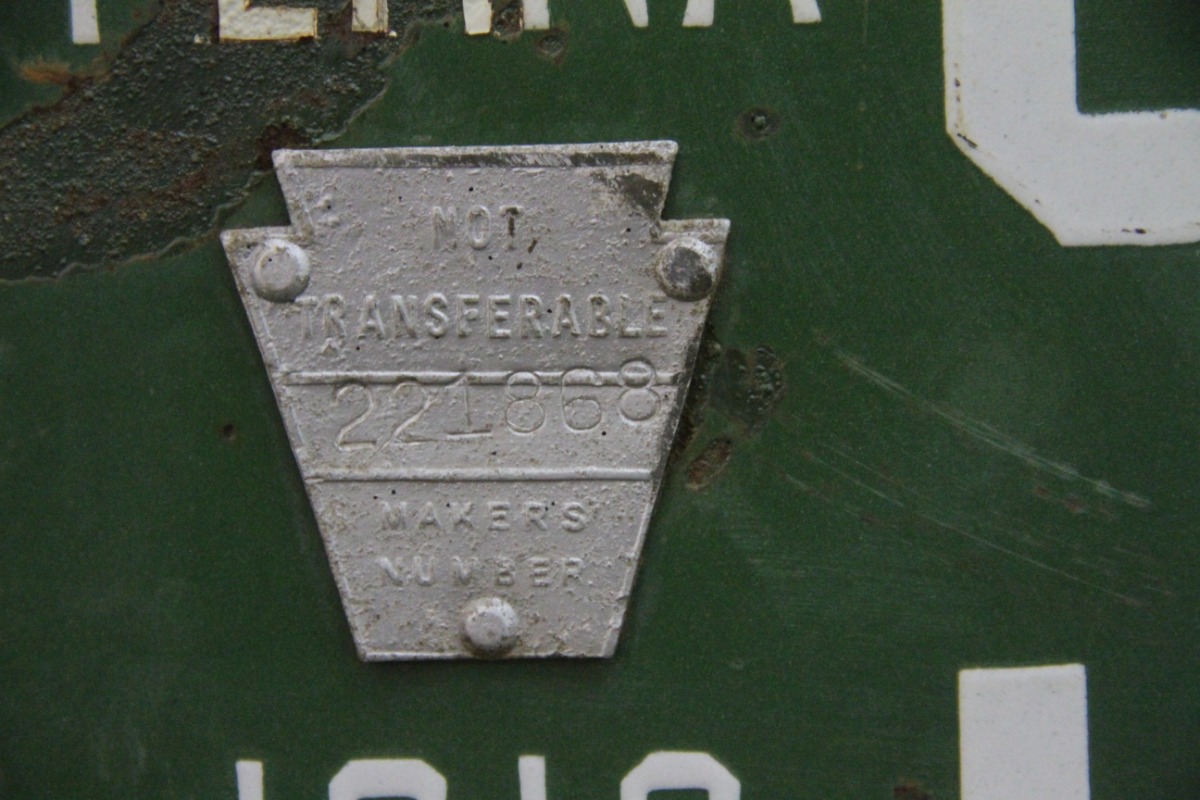 NOT
TRANSFERABLE
221868
MAKERS
NUMBER